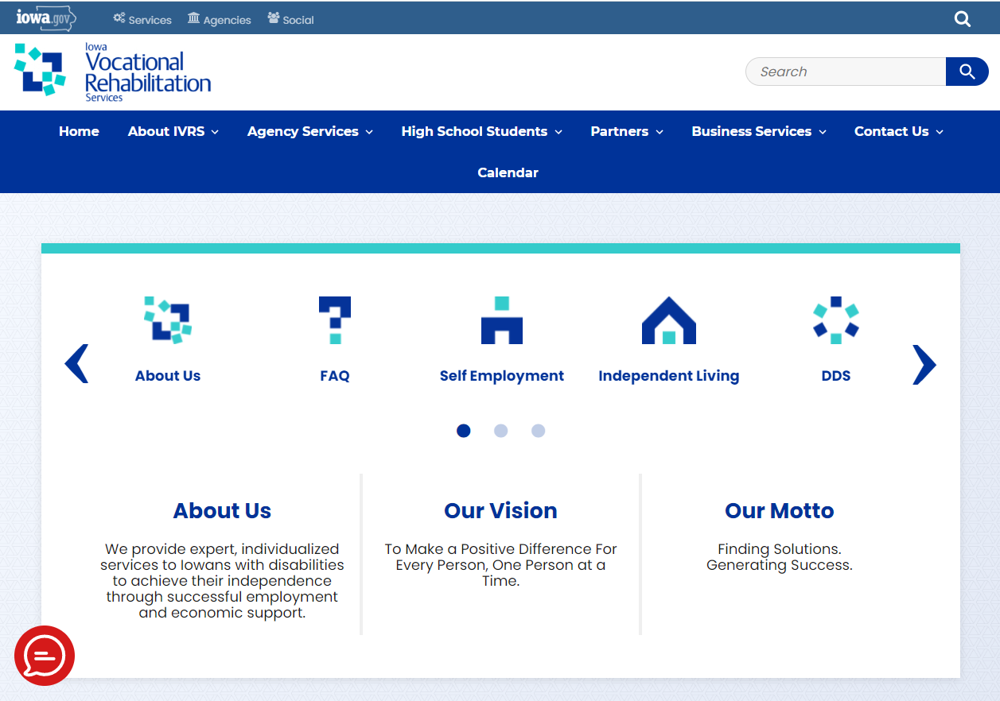 iowa.gov Services Agencies Social
Iowa
Vocational
Rehabilitation
Services
Search
Home About IVRS Agency Services High School Students Partners Business Services Contact Us
Calendar
About Us FAQ Self Employment Independent Living DDS
About Us
We provide expert, individualized
services to Iowans with disabilities
to achieve their independence
through successful employment
and economic support.
Our Vision
To Make a Positive Difference For
Every Person, One Person at a
Time.
Our Motto
Finding Solutions.
Generating Success.